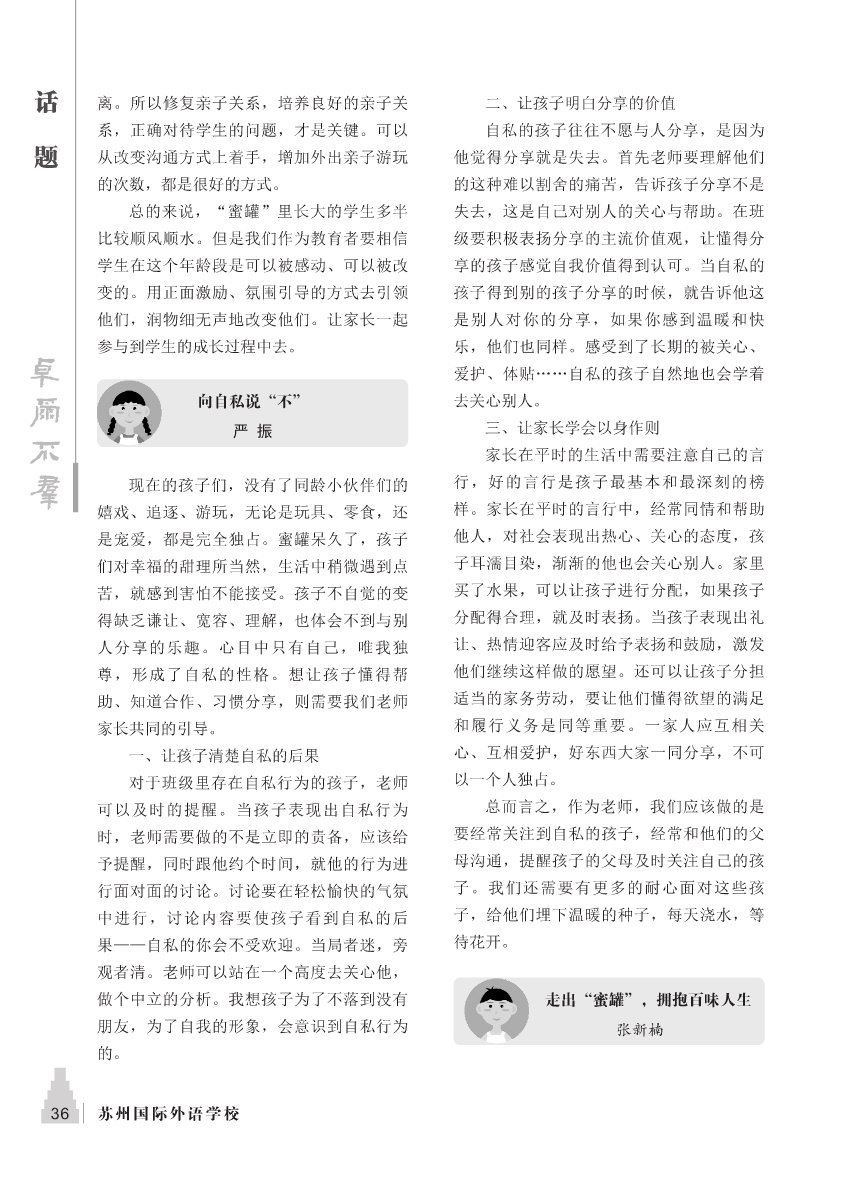 话
题
卓尔不群
离。所以修复亲子关系，培养良好的亲子关
系，正确对待学生的问题，才是关键。可以
从改变沟通方式上着手，增加外出亲子游玩
的次数，都是很好的方式。
总的来说，“蜜罐”里长大的学生多半
比较顺风顺水。但是我们作为教育者要相信
学生在这个年龄段是可以被感动、可以被改
变的。用正面激励、氛围引导的方式去引领
他们，润物细无声地改变他们。让家长一起
参与到学生的成长过程中去。
向自私说“不”
严 振
现在的孩子们，没有了同龄小伙伴们的
嬉戏、追逐、游玩，无论是玩具、零食，还
是宠爱，都是完全独占。蜜罐呆久了，孩子
们对幸福的甜理所当然，生活中稍微遇到点
苦，就感到害怕不能接受。孩子不自觉的变
得缺乏谦让、宽容、理解，也体会不到与别
人分享的乐趣。心目中只有自己，唯我独
尊，形成了自私的性格。想让孩子懂得帮
助、知道合作、习惯分享，则需要我们老师
家长共同的引导。
一、让孩子清楚自私的后果
对于班级里存在自私行为的孩子，老师
可以及时的提醒。当孩子表现出自私行为
时，老师需要做的不是立即的责备，应该给
予提醒，同时跟他约个时间，就他的行为进
行面对面的讨论。讨论要在轻松愉快的气氛
中进行，讨论内容要使孩子看到自私的后
果——自私的你会不受欢迎。当局者迷，旁
观者清。老师可以站在一个高度去关心他，
做个中立的分析。我想孩子为了不落到没有
朋友，为了自我的形象，会意识到自私行为
的。
二、让孩子明白分享的价值
自私的孩子往往不愿与人分享，是因为
他觉得分享就是失去。首先老师要理解他们
的这种难以割舍的痛苦，告诉孩子分享不是
失去，这是自己对别人的关心与帮助。在班
级要积极表扬分享的主流价值观，让懂得分
享的孩子感觉自我价值得到认可。当自私的
孩子得到别的孩子分享的时候，就告诉他这
是别人对你的分享，如果你感到温暖和快
乐，他们也同样。感受到了长期的被关心、
爱护、体贴……自私的孩子自然地也会学着
去关心别人。
三、让家长学会以身作则
家长在平时的生活中需要注意自己的言
行，好的言行是孩子最基本和最深刻的榜
样。家长在平时的言行中，经常同情和帮助
他人，对社会表现出热心、关心的态度，孩
子耳濡目染，渐渐的他也会关心别人。家里
买了水果，可以让孩子进行分配，如果孩子
分配得合理，就及时表扬。当孩子表现出礼
让、热情迎客应及时给予表扬和鼓励，激发
他们继续这样做的愿望。还可以让孩子分担
适当的家务劳动，要让他们懂得欲望的满足
和履行义务是同等重要。一家人应互相关
心、互相爱护，好东西大家一同分享，不可
以一个人独占。
总而言之，作为老师，我们应该做的是
要经常关注到自私的孩子，经常和他们的父
母沟通，提醒孩子的父母及时关注自己的孩
子。我们还需要有更多的耐心面对这些孩
子，给他们埋下温暖的种子，每天浇水，等
待花开。
走出“蜜罐”，拥抱百味人生
张新楠
36
苏州国际外语学校